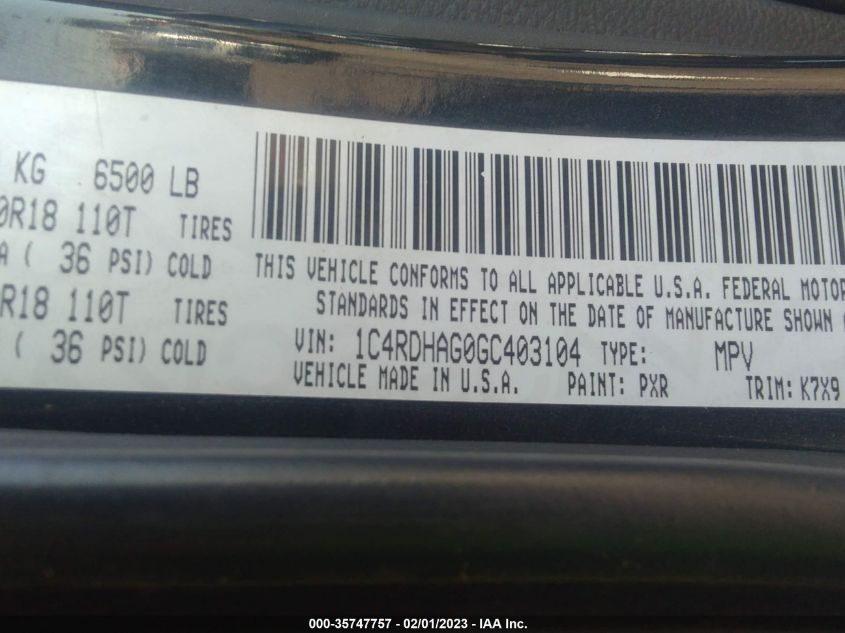 KG 6500 LB
0R18 110T TIRES
A ( 36 PSI) COLD
R18 110T TIRES
( 36 PSI) COLD
THIS VEHICLE CONFORMS TO ALL APPLICABLE U.S.A. FEDERAL MOTOR
STANDARDS IN EFFECT ON THE DATE OF MANUFACTURE SHOWN
VIN: 1C4RDHAG0GC403104 TYPE: MPV
VEHICLE MADE IN U.S.A. PAINT: PXR TRIM: K7X9
000-35747757 - 02/01/2023 - IAA Inc.